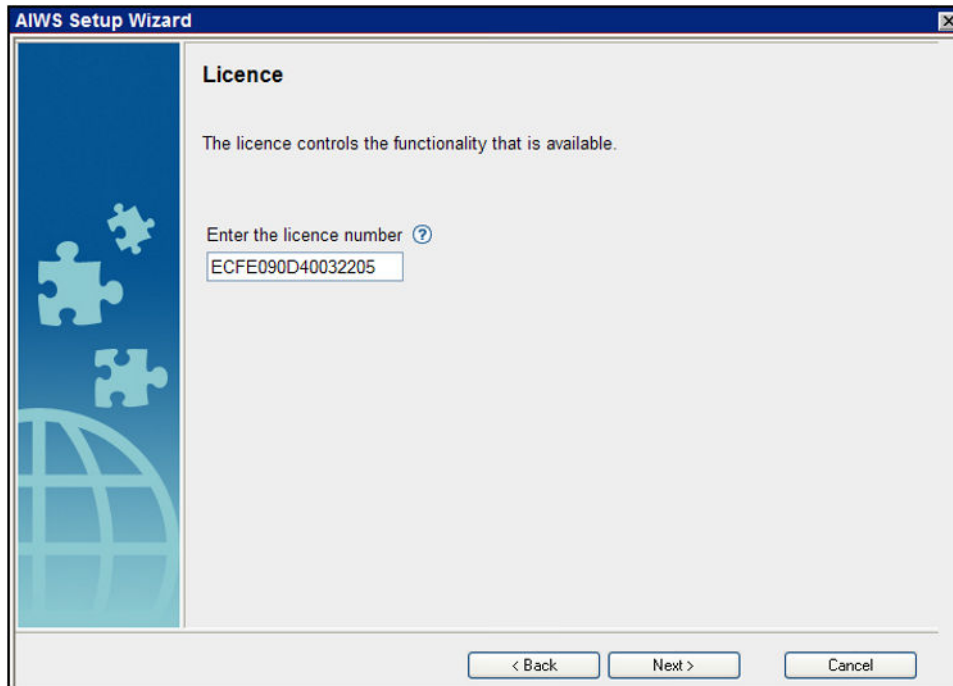 AIWS Setup Wizard
Licence
The licence controls the functionality that is available.
Enter the licence number ?
ECFE090D40032205
< Back Next > Cancel